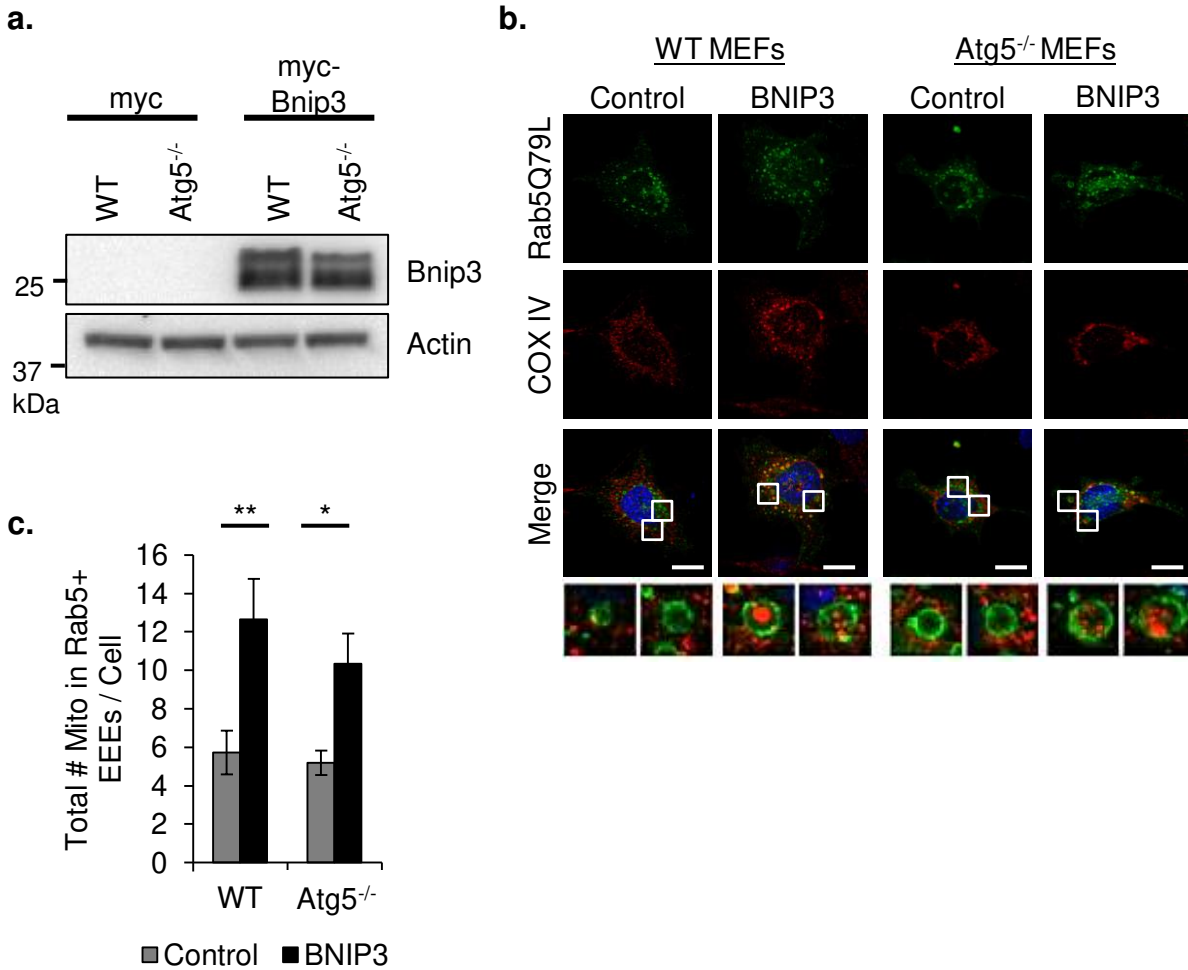 a.
myc
myc-
Bnip3
WT
Atg5-/-
WT
Atg5-/-
25
Bnip3
37
kDa
Actin
b.
WT MEFs
Atg5-/- MEFs
Control
BNIP3
Control
BNIP3
Rab5Q79L
COX IV
Merge
c.
**
*
Total # Mito in Rab5+
EEEs / Cell
16
14
12
10
8
6
4
2
0
WT
Atg5-/-
Control
BNIP3